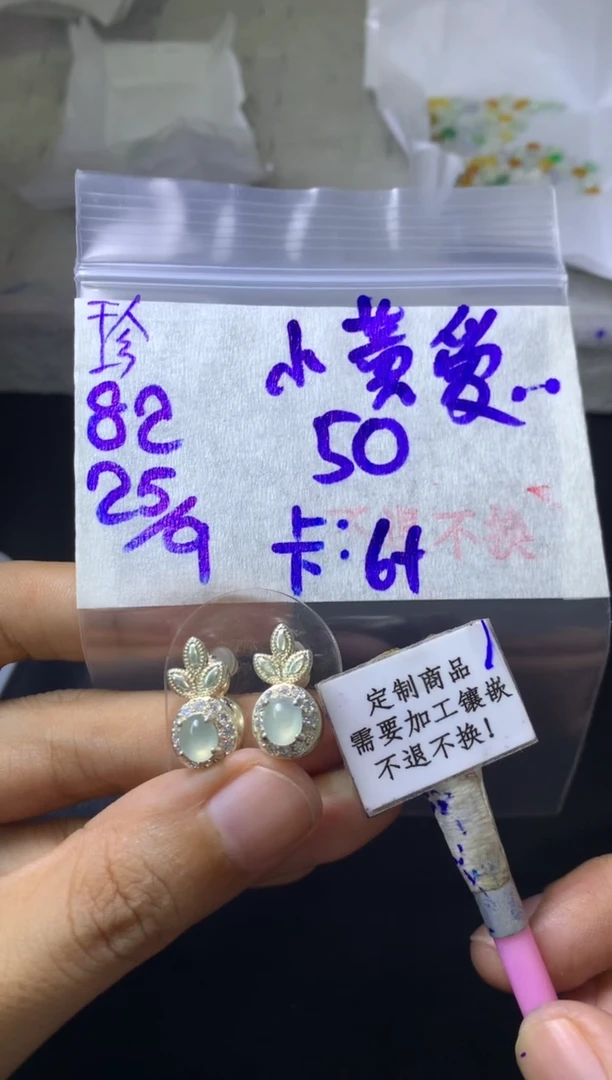 珍
82
25/9
小黄爱...
50
卡:61
不退不换
定制商品
需要加工镶嵌
不退不换!